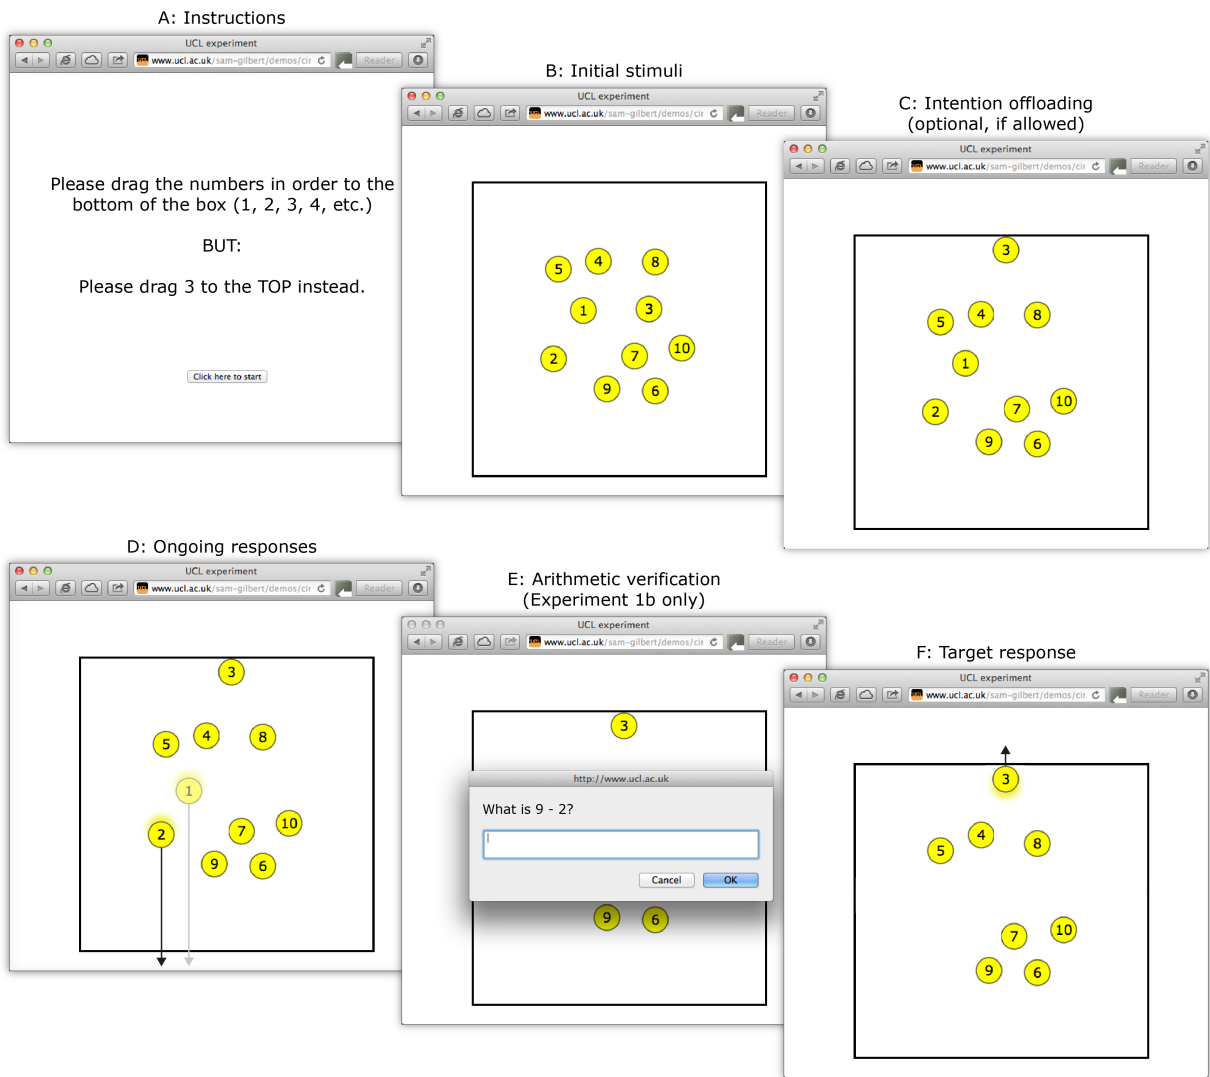 A: Instructions
UCL experiment
www.ucl.ac.uk/sam-gilbert/demos/cir
Reader
Please drag the numbers in order to the
bottom of the box (1, 2, 3, 4, etc.)
BUT:
Please drag 3 to the TOP instead.
Click here to start
B: Initial stimuli
UCL experiment
www.ucl.ac.uk/sam-gilbert/demos/cir
Reader
5 4 8
1 3
2 7 10
9 6
C: Intention offloading
(optional, if allowed)
UCL experiment
www.ucl.ac.uk/sam-gilbert/demos/cir
Reader
3
5 4 8
1
2 7 10
9 6
D: Ongoing responses
UCL experiment
www.ucl.ac.uk/sam-gilbert/demos/cir
Reader
3
5 4 8
1
2 7 10
9 6
E: Arithmetic verification
(Experiment 1b only)
UCL experiment
www.ucl.ac.uk/sam-gilbert/demos/cir
Reader
3
http://www.ucl.ac.uk
What is 9 - 2?
Cancel OK
9 6
F: Target response
UCL experiment
www.ucl.ac.uk/sam-gilbert/demos/cir
Reader
3
5 4 8
7 10
9 6